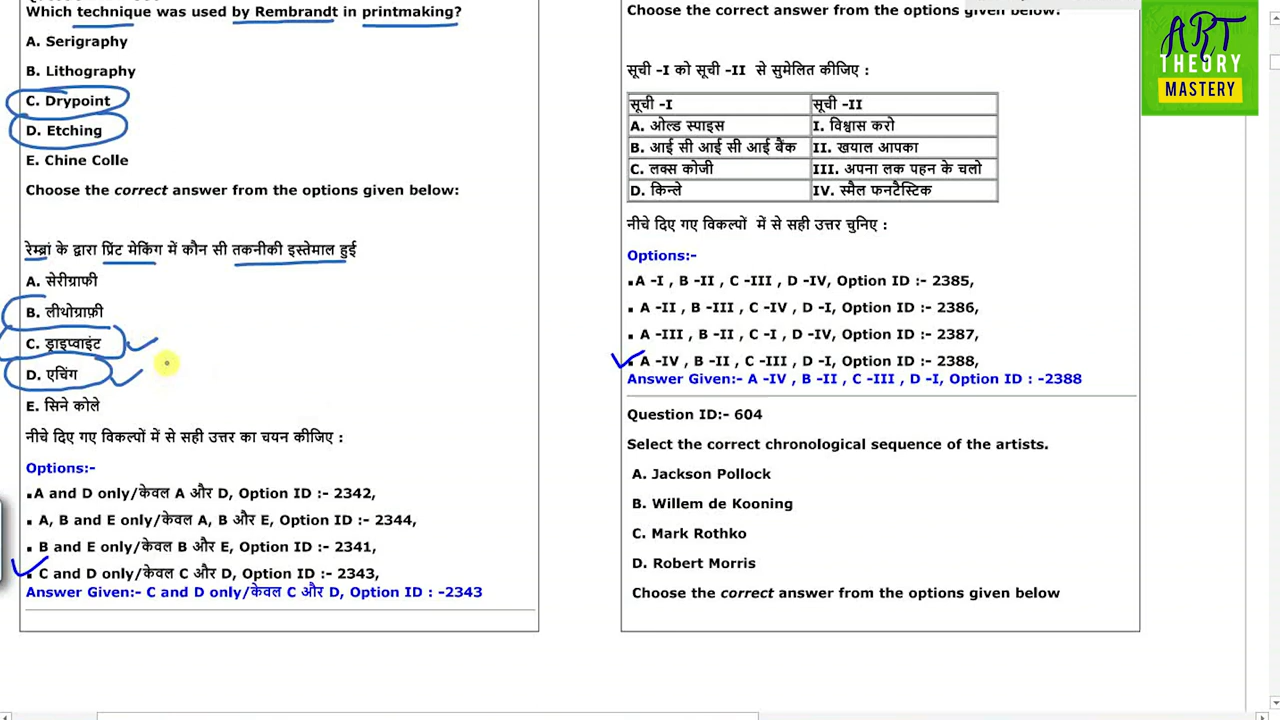 Which technique was used by Rembrandt in printmaking?
A. Serigraphy
B. Lithography
C. Drypoint
D. Etching
E. Chine Colle
Choose the correct answer from the options given below:
रेम्ब्रां के द्वारा प्रिंट मेकिंग में कौन सी तकनीकी इस्तेमाल हुई
A. सेरीग्राफी
B. लीथोग्राफ़ी
C. ड्राइप्वाइंट
D. एचिंग
E. सिने कोले
नीचे दिए गए विकल्पों में से सही उत्तर का चयन कीजिए :
Options:-
A and D only/केवल A और D, Option ID :- 2342,
A, B and E only/केवल A, B और E, Option ID :- 2344,
B and E only/केवल B और E, Option ID :- 2341,
C and D only/केवल C और D, Option ID :- 2343,
Answer Given:- C and D only/केवल C और D, Option ID : -2343
Choose the correct answer from the options given below:
सूची -I को सूची -II से सुमेलित कीजिए :
सूची -I सूची -II
A. ओल्ड स्पाइस I. विश्वास करो
B. आई सी आई सी आई बैंक II. खयाल आपका
C. लक्स कोजी III. अपना लक पहन के चलो
D. किन्ले IV. स्मैल फनटैस्टिक
नीचे दिए गए विकल्पों में से सही उत्तर चुनिए :
Options:-
A -I , B -II , C -III , D -IV, Option ID :- 2385,
A -II , B -III , C -IV , D -I, Option ID :- 2386,
A -III , B -II , C -I , D -IV, Option ID :- 2387,
A -IV , B -II , C -III , D -I, Option ID :- 2388,
Answer Given:- A -IV , B -II , C -III , D -I, Option ID : -2388
Question ID:- 604
Select the correct chronological sequence of the artists.
A. Jackson Pollock
B. Willem de Kooning
C. Mark Rothko
D. Robert Morris
Choose the correct answer from the options given below
ART
THEORY
MASTERY